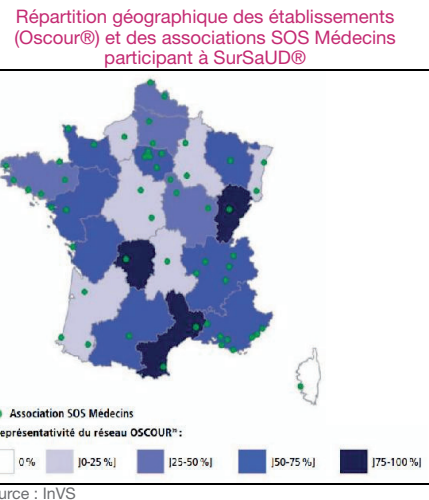 Répartition géographique des établissements
(Oscour®) et des associations SOS Médecins
participant à SurSaUD®
Association SOS Médecins
eprésentativité du réseau OSCOUR® :
0 % ]0-25 %] ]25-50 %] ]50-75 %] ]75-100 %]
urce : InVS